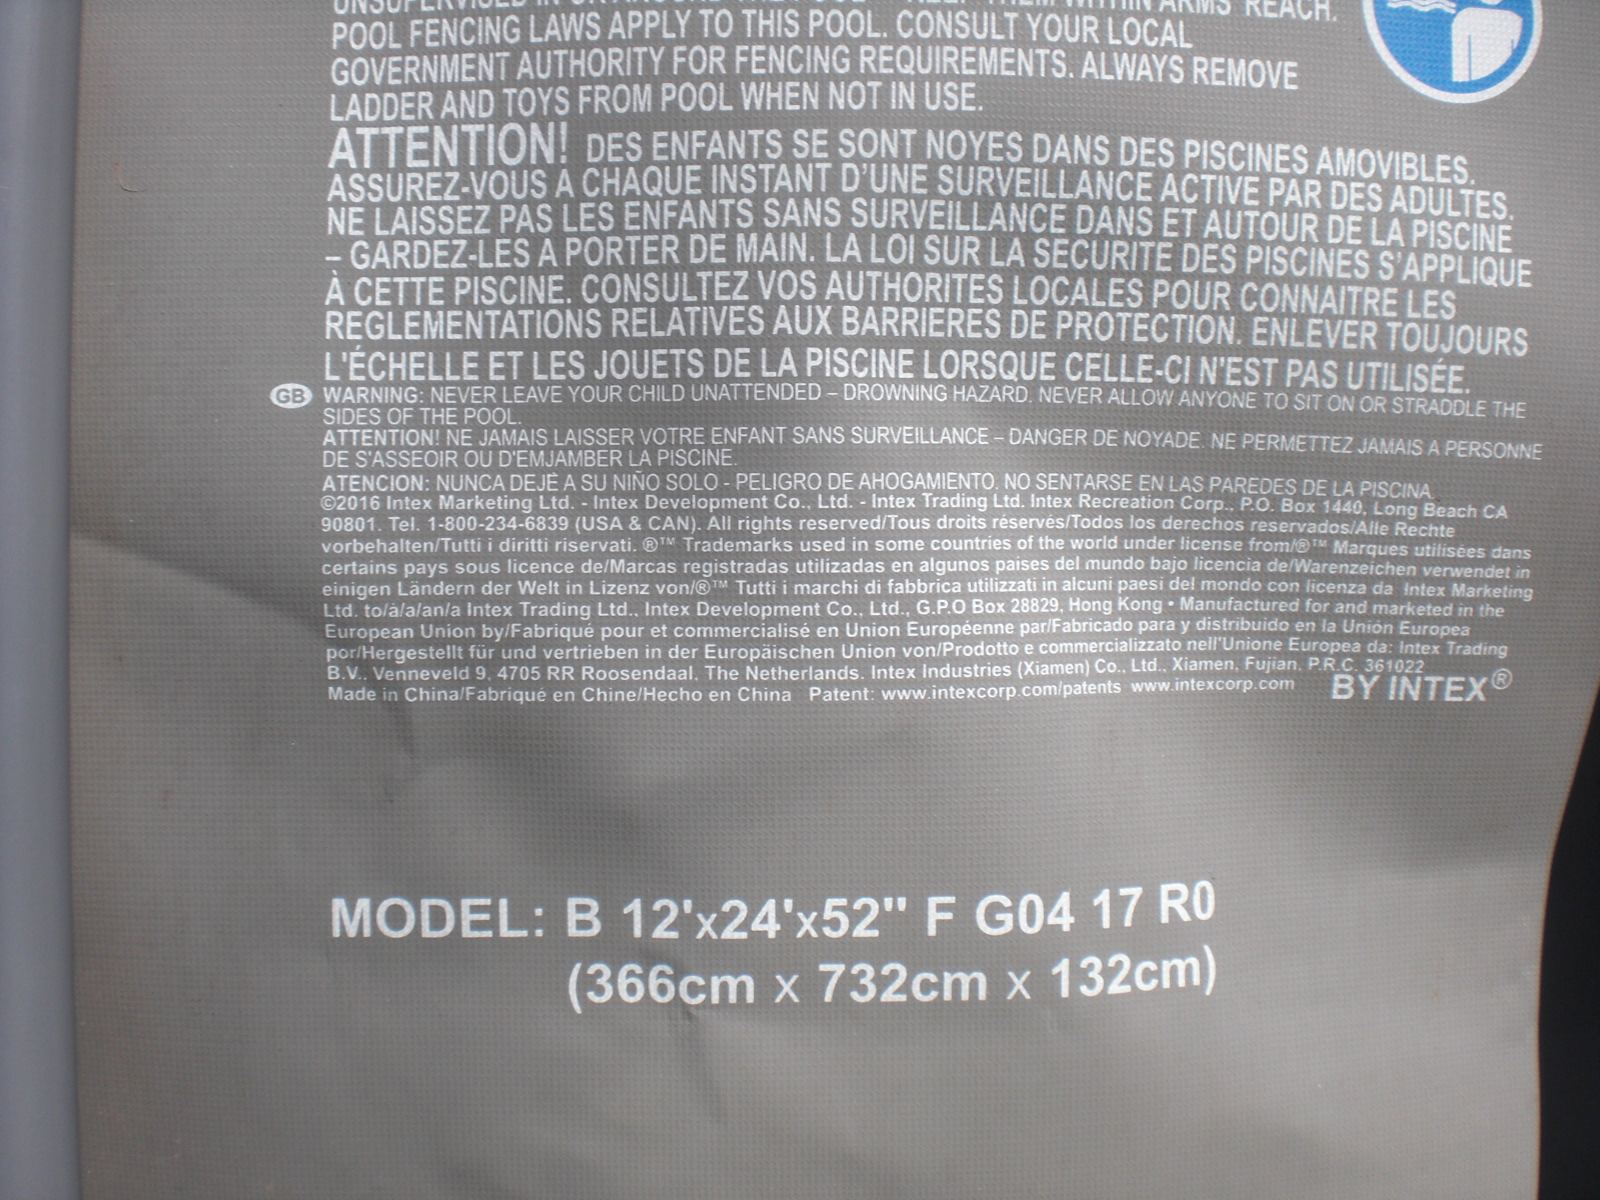 UNSUPERVISED IN OR AROUND THE POOL – KEEP THEM WITHIN ARMS' REACH.
POOL FENCING LAWS APPLY TO THIS POOL. CONSULT YOUR LOCAL
GOVERNMENT AUTHORITY FOR FENCING REQUIREMENTS. ALWAYS REMOVE
LADDER AND TOYS FROM POOL WHEN NOT IN USE.
ATTENTION! DES ENFANTS SE SONT NOYES DANS DES PISCINES AMOVIBLES.
ASSUREZ-VOUS A CHAQUE INSTANT D'UNE SURVEILLANCE ACTIVE PAR DES ADULTES.
NE LAISSEZ PAS LES ENFANTS SANS SURVEILLANCE DANS ET AUTOUR DE LA PISCINE
– GARDEZ-LES A PORTER DE MAIN. LA LOI SUR LA SECURITE DES PISCINES S'APPLIQUE
À CETTE PISCINE. CONSULTEZ VOS AUTHORITES LOCALES POUR CONNAITRE LES
REGLEMENTATIONS RELATIVES AUX BARRIERES DE PROTECTION. ENLEVER TOUJOURS
L'ÉCHELLE ET LES JOUETS DE LA PISCINE LORSQUE CELLE-CI N'EST PAS UTILISÉE.
GB WARNING: NEVER LEAVE YOUR CHILD UNATTENDED – DROWNING HAZARD. NEVER ALLOW ANYONE TO SIT ON OR STRADDLE THE
SIDES OF THE POOL.
ATTENTION! NE JAMAIS LAISSER VOTRE ENFANT SANS SURVEILLANCE – DANGER DE NOYADE. NE PERMETTEZ JAMAIS A PERSONNE
DE S'ASSEOIR OU D'EMJAMBER LA PISCINE.
ATENCION: NUNCA DEJE A SU NIÑO SOLO - PELIGRO DE AHOGAMIENTO. NO SENTARSE EN LAS PAREDES DE LA PISCINA.
©2016 Intex Marketing Ltd. - Intex Development Co., Ltd. - Intex Trading Ltd. Intex Recreation Corp., P.O. Box 1440, Long Beach CA
90801. Tel. 1-800-234-6839 (USA & CAN). All rights reserved/Tous droits réservés/Todos los derechos reservados/Alle Rechte
vorbehalten/Tutti i diritti riservati. ®™ Trademarks used in some countries of the world under license from/®™ Marques utilisées dans
certains pays sous licence de/Marcas registradas utilizadas en algunos paises del mundo bajo licencia de/Warenzeichen verwendet in
einigen Ländern der Welt in Lizenz von/®™ Tutti i marchi di fabbrica utilizzati in alcuni paesi del mondo con licenza da Intex Marketing
Ltd. to/à/a/an/a Intex Trading Ltd., Intex Development Co., Ltd., G.P.O Box 28829, Hong Kong • Manufactured for and marketed in the
European Union by/Fabriqué pour et commercialisé en Union Européenne par/Fabricado para y distribuido en la Unión Europea
por/Hergestellt für und vertrieben in der Europäischen Union von/Prodotto e commercializzato nell'Unione Europea da: Intex Trading
B.V., Venneveld 9, 4705 RR Roosendaal, The Netherlands. Intex Industries (Xiamen) Co., Ltd., Xiamen, Fujian, P.R.C. 361022
Made in China/Fabriqué en Chine/Hecho en China Patent: www.intexcorp.com/patents www.intexcorp.com BY INTEX®
MODEL: B 12'x24'x52" F G04 17 R0
(366cm x 732cm x 132cm)